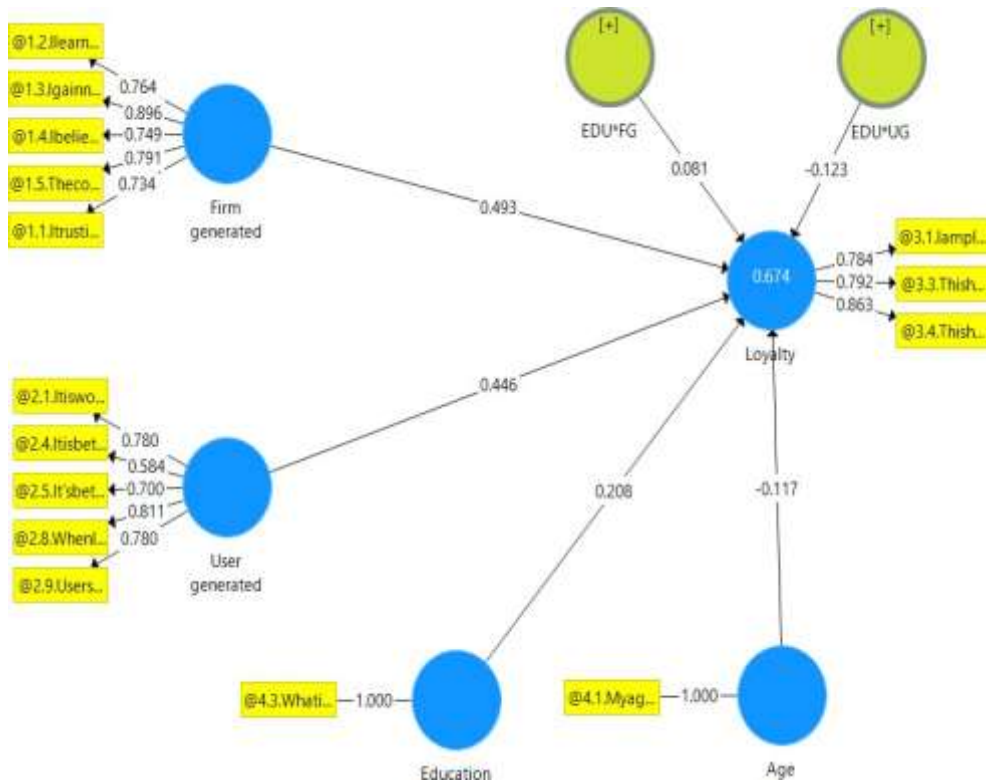 @1.2.Ilearn...
@1.3.Igainn...
@1.4.Ibelie...
@1.5.Theco...
@1.1.Itrusti...
0.764
0.896
0.749
0.791
0.734
Firm
generated
[+]
EDU*FG
[+]
EDU*UG
0.081
-0.123
0.493
0.674
Loyalty
0.784
0.792
0.863
@3.1.Iampl...
@3.3.Thish...
@3.4.Thish...
0.446
@2.1.Itiswo...
@2.4.Itisbet...
@2.5.It'sbet...
@2.8.WhenI...
@2.9.Users...
0.780
0.584
0.700
0.811
0.780
User
generated
0.208
-0.117
@4.3.Whati...
1.000
Education
@4.1.Myag...
1.000
Age